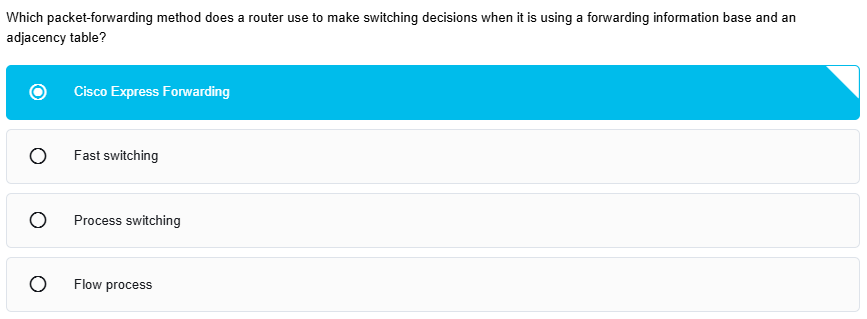 Which packet-forwarding method does a router use to make switching decisions when it is using a forwarding information base and an
adjacency table?
Cisco Express Forwarding
Fast switching
Process switching
Flow process